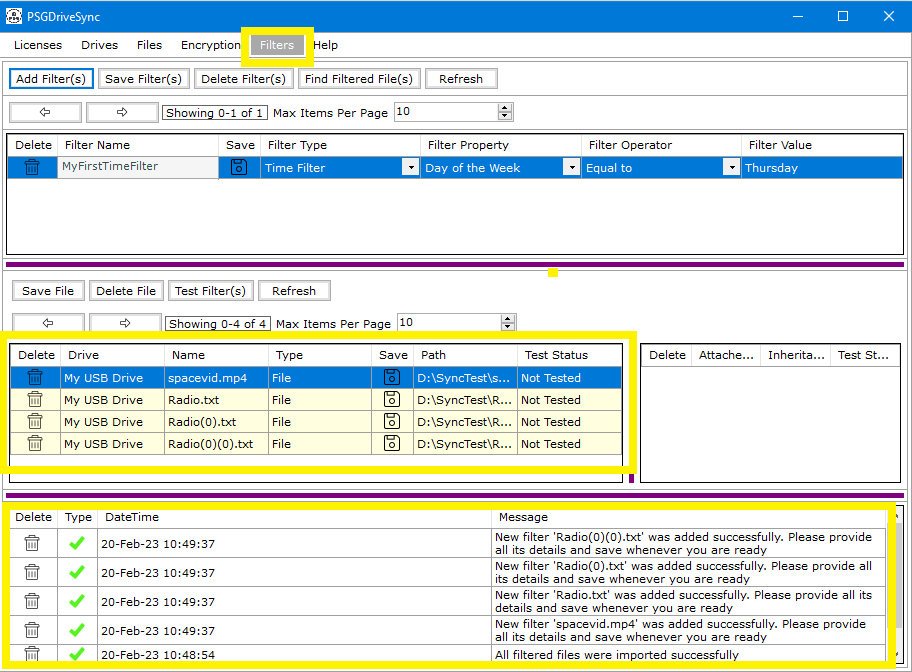 PSGDriveSync
Licenses Drives Files Encryption Filters Help
Add Filter(s) Save Filter(s) Delete Filter(s) Find Filtered File(s) Refresh
Showing 0-1 of 1 Max Items Per Page 10
Delete Filter Name Save Filter Type Filter Property Filter Operator Filter Value
MyFirstTimeFilter Time Filter Day of the Week Equal to Thursday
Save File Delete File Test Filter(s) Refresh
Showing 0-4 of 4 Max Items Per Page 10
Delete Drive Name Type Save Path Test Status Delete Attache... Inherita... Test St...
My USB Drive spacevid.mp4 File D:\SyncTest\s... Not Tested
My USB Drive Radio.txt File D:\SyncTest\R... Not Tested
My USB Drive Radio(0).txt File D:\SyncTest\R... Not Tested
My USB Drive Radio(0)(0).txt File D:\SyncTest\R... Not Tested
Delete Type DateTime Message
20-Feb-23 10:49:37 New filter 'Radio(0)(0).txt' was added successfully. Please provide
all its details and save whenever you are ready
20-Feb-23 10:49:37 New filter 'Radio(0).txt' was added successfully. Please provide all
its details and save whenever you are ready
20-Feb-23 10:49:37 New filter 'Radio.txt' was added successfully. Please provide all its
details and save whenever you are ready
20-Feb-23 10:49:37 New filter 'spacevid.mp4' was added successfully. Please provide
all its details and save whenever you are ready
20-Feb-23 10:48:54 All filtered files were imported successfully